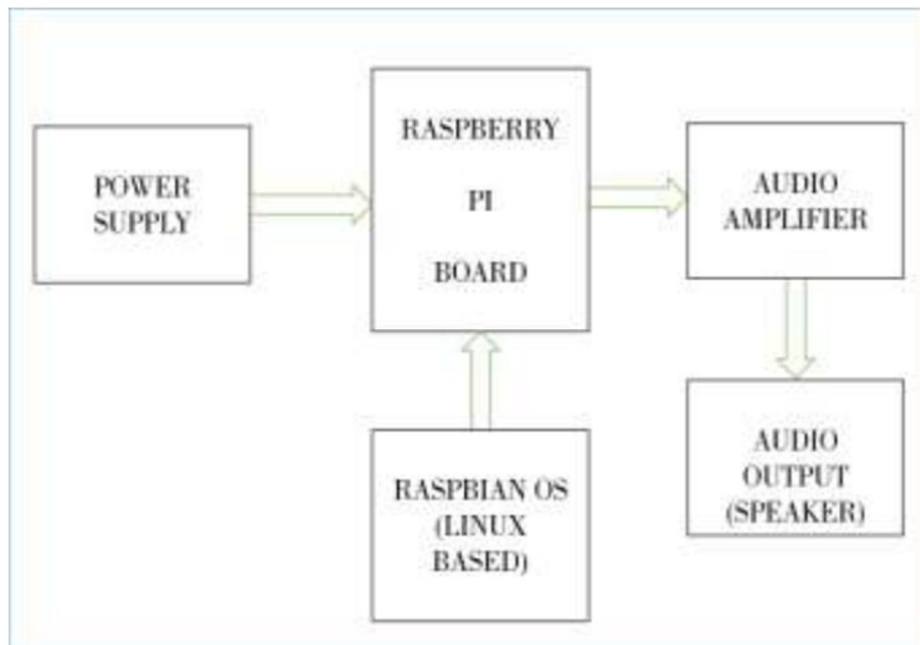 POWER
SUPPLY
RASPBERRY
PI
BOARD
AUDIO
AMPLIFIER
RASPBIAN OS
(LINUX
BASED)
AUDIO
OUTPUT
(SPEAKER)